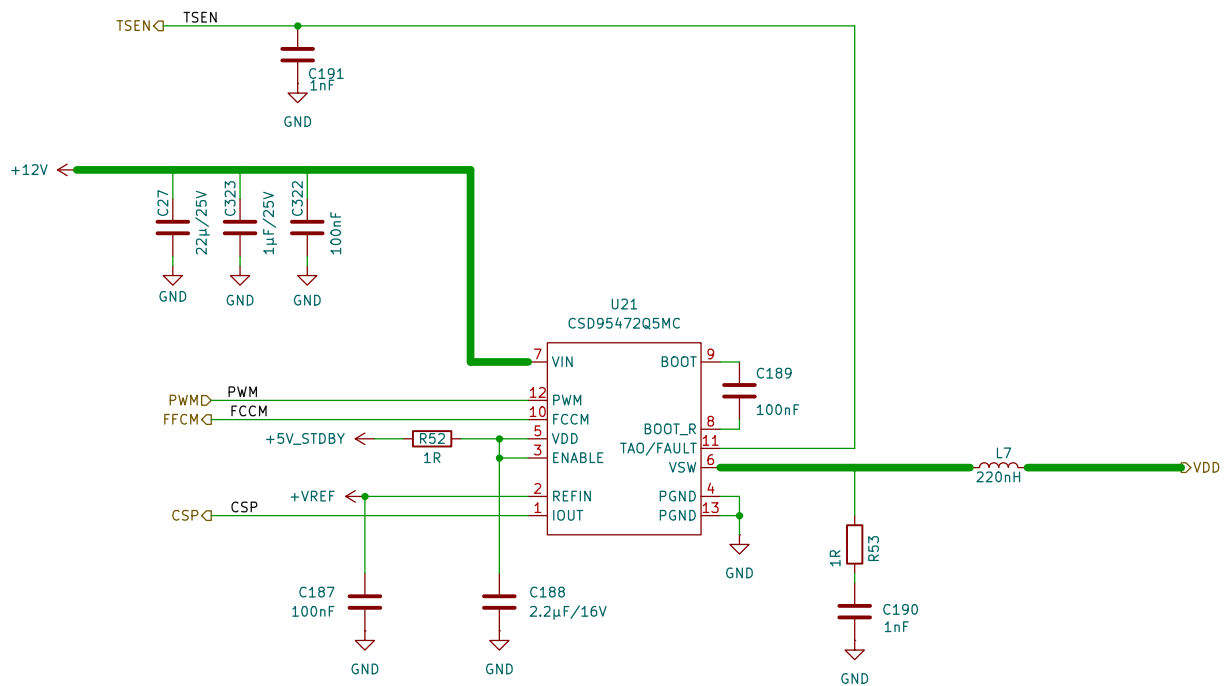 TSEN
TSEN
C191
1nF
GND
+12V
C27
22µ/25V
C323
1µF/25V
C322
100nF
GND
GND
GND
U21
CSD95472Q5MC
7
VIN
BOOT
9
C189
100nF
PWM
PWM
12
PWM
FFCM
FCCM
10
FCCM
BOOT_R
8
+5V_STDBY
R52
1R
5
VDD
TAO/FAULT
11
3
ENABLE
VSW
6
L7
220nH
VDD
+VREF
2
REFIN
PGND
4
CSP
CSP
1
IOUT
PGND
13
GND
1R
R53
C187
100nF
C188
2.2µF/16V
C190
1nF
GND
GND
GND